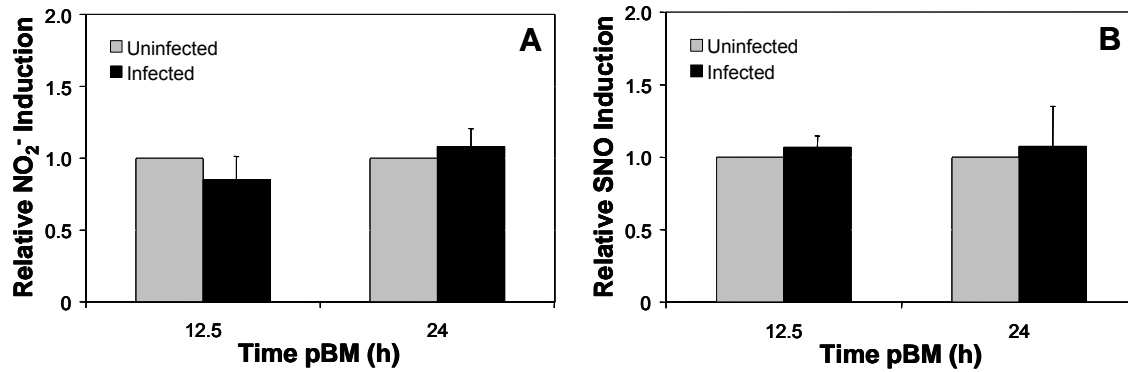 A
Relative NO₂⁻ Induction
2.0
1.5
1.0
0.5
0
Uninfected
Infected
12.5
24
Time pBM (h)
B
Relative SNO Induction
2.0
1.5
1.0
0.5
0
Uninfected
Infected
12.5
24
Time pBM (h)